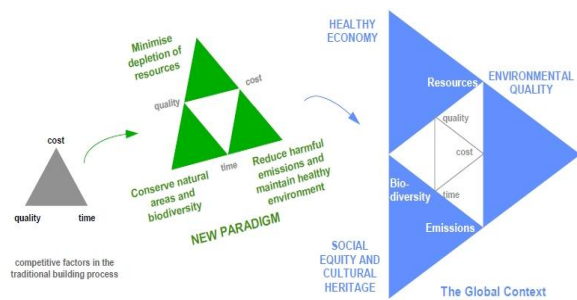 cost
quality
time
competitive factors in the
traditional building process
Minimise
depletion of
resources
quality
cost
time
Conserve natural
areas and
biodiversity
Reduce harmful
emissions and
maintain healthy
environment
NEW PARADIGM
HEALTHY
ECONOMY
Resources
ENVIRONMENTAL
QUALITY
quality
cost
time
Bio-
diversity
Emissions
SOCIAL
EQUITY AND
CULTURAL
HERITAGE
The Global Context